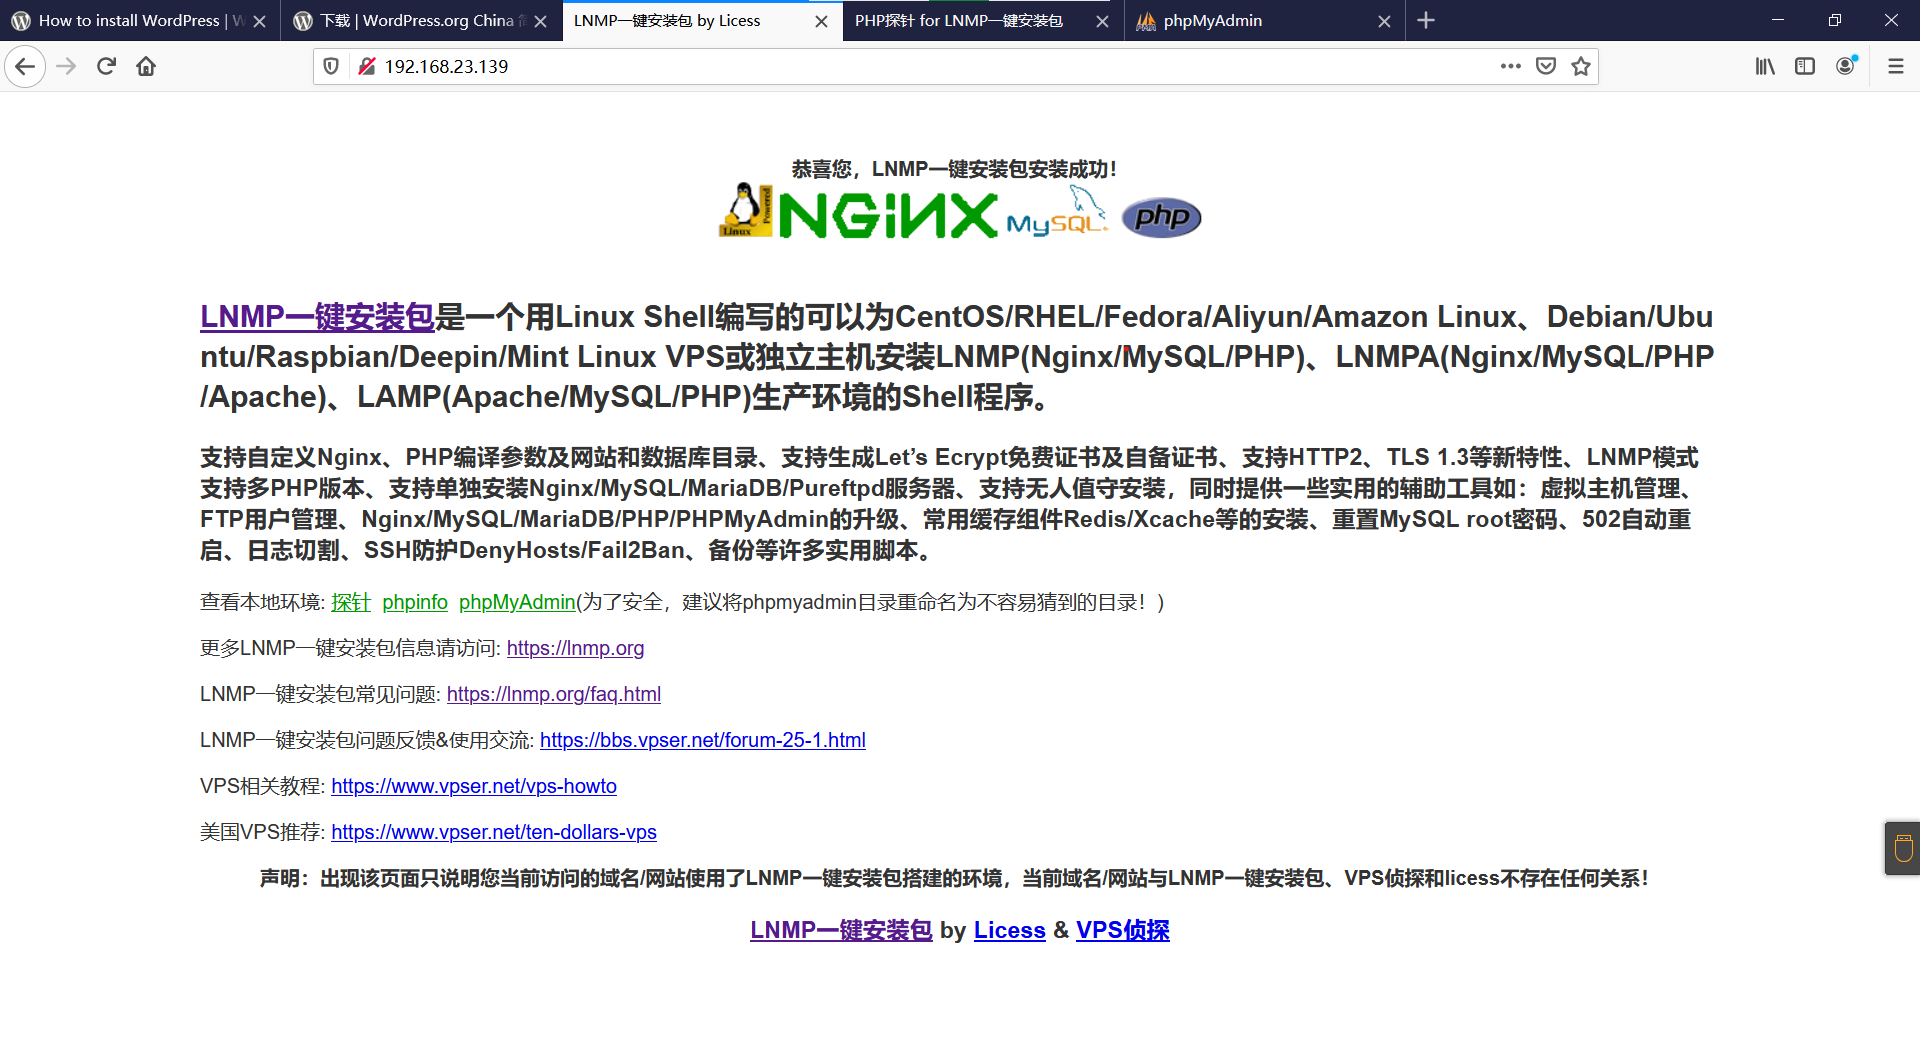 How to install WordPress | W
下载 | WordPress.org China 简
LNMP一键安装包 by Licess
PHP探针 for LNMP一键安装包
phpMyAdmin
192.168.23.139
恭喜您，LNMP一键安装包安装成功！
Linux Powered NGINX MySQL php
LNMP一键安装包是一个用Linux Shell编写的可以为CentOS/RHEL/Fedora/Aliyun/Amazon Linux、Debian/Ubu
ntu/Raspbian/Deepin/Mint Linux VPS或独立主机安装LNMP(Nginx/MySQL/PHP)、LNMPA(Nginx/MySQL/PHP
/Apache)、LAMP(Apache/MySQL/PHP)生产环境的Shell程序。
支持自定义Nginx、PHP编译参数及网站和数据库目录、支持生成Let’s Ecrypt免费证书及自备证书、支持HTTP2、TLS 1.3等新特性、LNMP模式
支持多PHP版本、支持单独安装Nginx/MySQL/MariaDB/Pureftpd服务器、支持无人值守安装，同时提供一些实用的辅助工具如：虚拟主机管理、
FTP用户管理、Nginx/MySQL/MariaDB/PHP/PHPMyAdmin的升级、常用缓存组件Redis/Xcache等的安装、重置MySQL root密码、502自动重
启、日志切割、SSH防护DenyHosts/Fail2Ban、备份等许多实用脚本。
查看本地环境: 探针 phpinfo phpMyAdmin(为了安全，建议将phpmyadmin目录重命名为不容易猜到的目录！)
更多LNMP一键安装包信息请访问: https://lnmp.org
LNMP一键安装包常见问题: https://lnmp.org/faq.html
LNMP一键安装包问题反馈&使用交流: https://bbs.vpser.net/forum-25-1.html
VPS相关教程: https://www.vpser.net/vps-howto
美国VPS推荐: https://www.vpser.net/ten-dollars-vps
声明：出现该页面只说明您当前访问的域名/网站使用了LNMP一键安装包搭建的环境，当前域名/网站与LNMP一键安装包、VPS侦探和licess不存在任何关系！
LNMP一键安装包 by Licess & VPS侦探